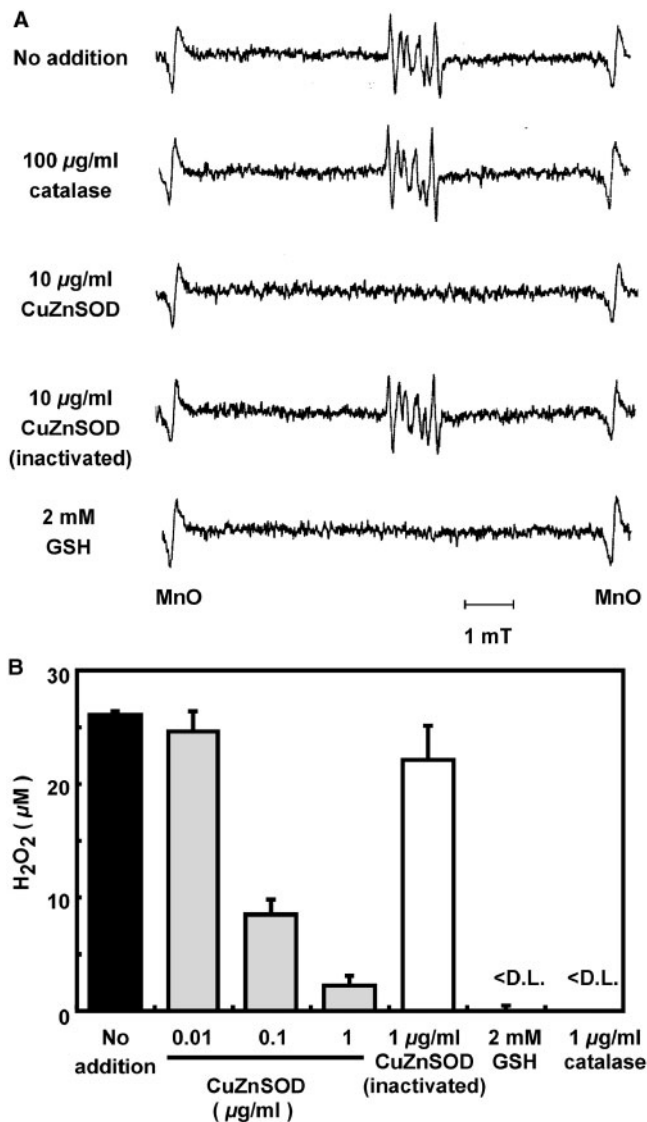 A
No addition
100 µg/ml
catalase
10 µg/ml
CuZnSOD
10 µg/ml
CuZnSOD
(inactivated)
2 mM
GSH
MnO
MnO
1 mT
B
30
20
10
0
H₂O₂ ( µM )
<D.L.
<D.L.
No
addition
0.01
0.1
1
CuZnSOD
( µg/ml )
1 µg/ml
CuZnSOD
(inactivated)
2 mM
GSH
1 µg/ml
catalase